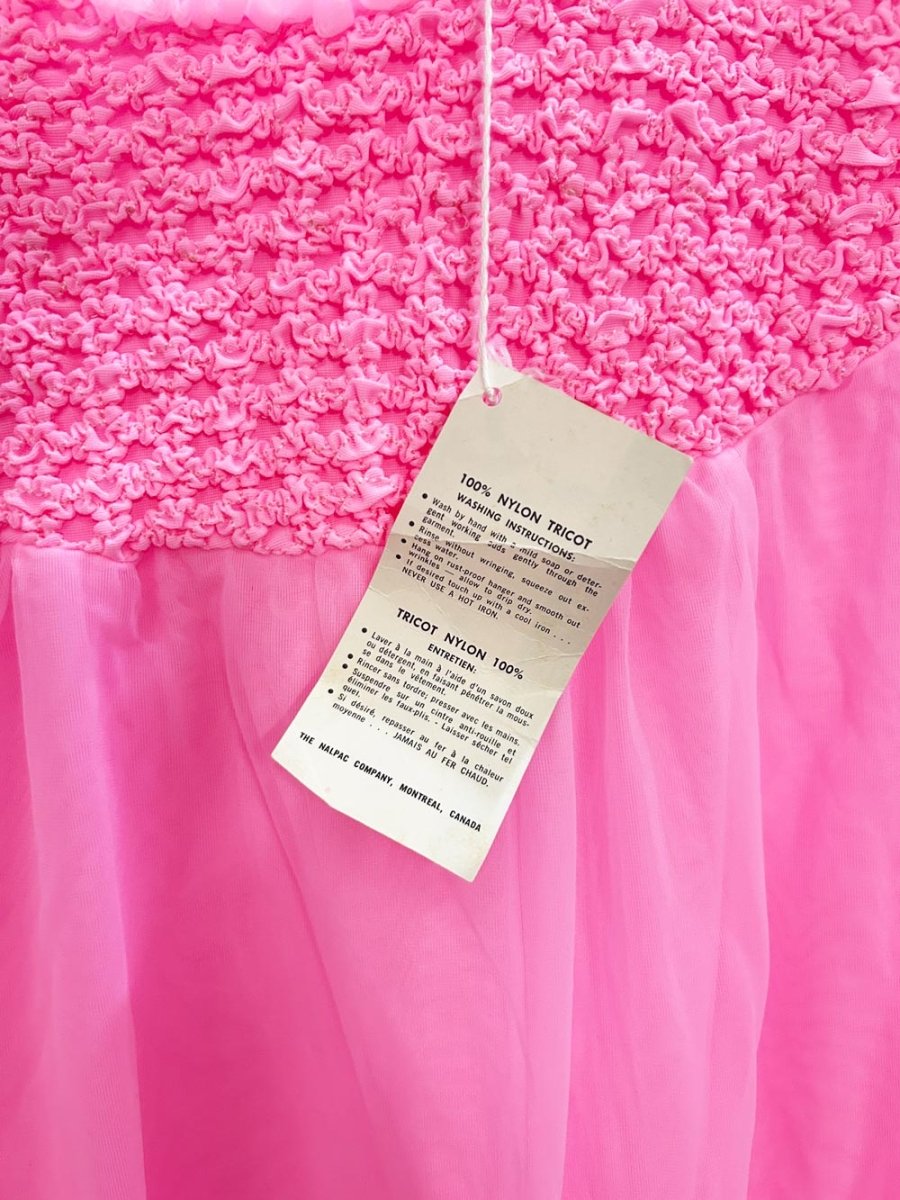 100% NYLON TRICOT
WASHING INSTRUCTIONS:
● Wash by hand with a mild soap or deter-
gent working suds gently through the
garment.
● Rinse without wringing, squeeze out ex-
cess water.
● Hang on rust-proof hanger and smooth out
wrinkles — allow to drip dry.
● If desired touch up with a cool iron . . .
NEVER USE A HOT IRON.
TRICOT NYLON 100%
ENTRETIEN:
● Laver à la main à l'aide d'un savon doux
ou détergent, en faisant pénétrer la mous-
se dans le vêtement.
● Rincer sans tordre; presser avec les mains.
● Suspendre sur un cintre anti-rouille et
éliminer les faux-plis. - Laisser sécher tel
quel.
● Si désiré, repasser au fer à la chaleur
moyenne . . . JAMAIS AU FER CHAUD.
THE NALPAC COMPANY, MONTREAL, CANADA